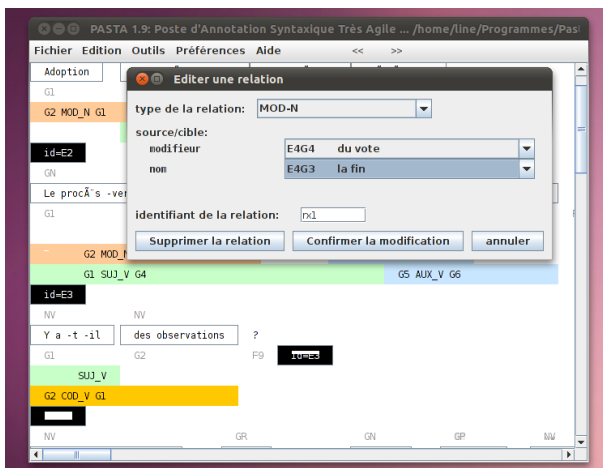 PASTA 1.9: Poste d'Annotation Syntaxique Très Agile ... /home/line/Programmes/Pas
Fichier Edition Outils Préférences Aide << >>
Adoption
G1
G2 MOD_N G1
id=E2
GN
Le procÃ¨s -ver
G1
G2 MOD_N
G1 SUJ_V G4 G5 AUX_V G6
id=E3
NV NV
Y a -t -il des observations ?
G1 G2 F9 id=E3
SUJ_V
G2 COD_V G1
NV GR GN GP NV
Editer une relation
type de la relation: MOD-N
source/cible:
modifieur E4G4 du vote
nom E4G3 la fin
identifiant de la relation: rx1
Supprimer la relation Confirmer la modification annuler